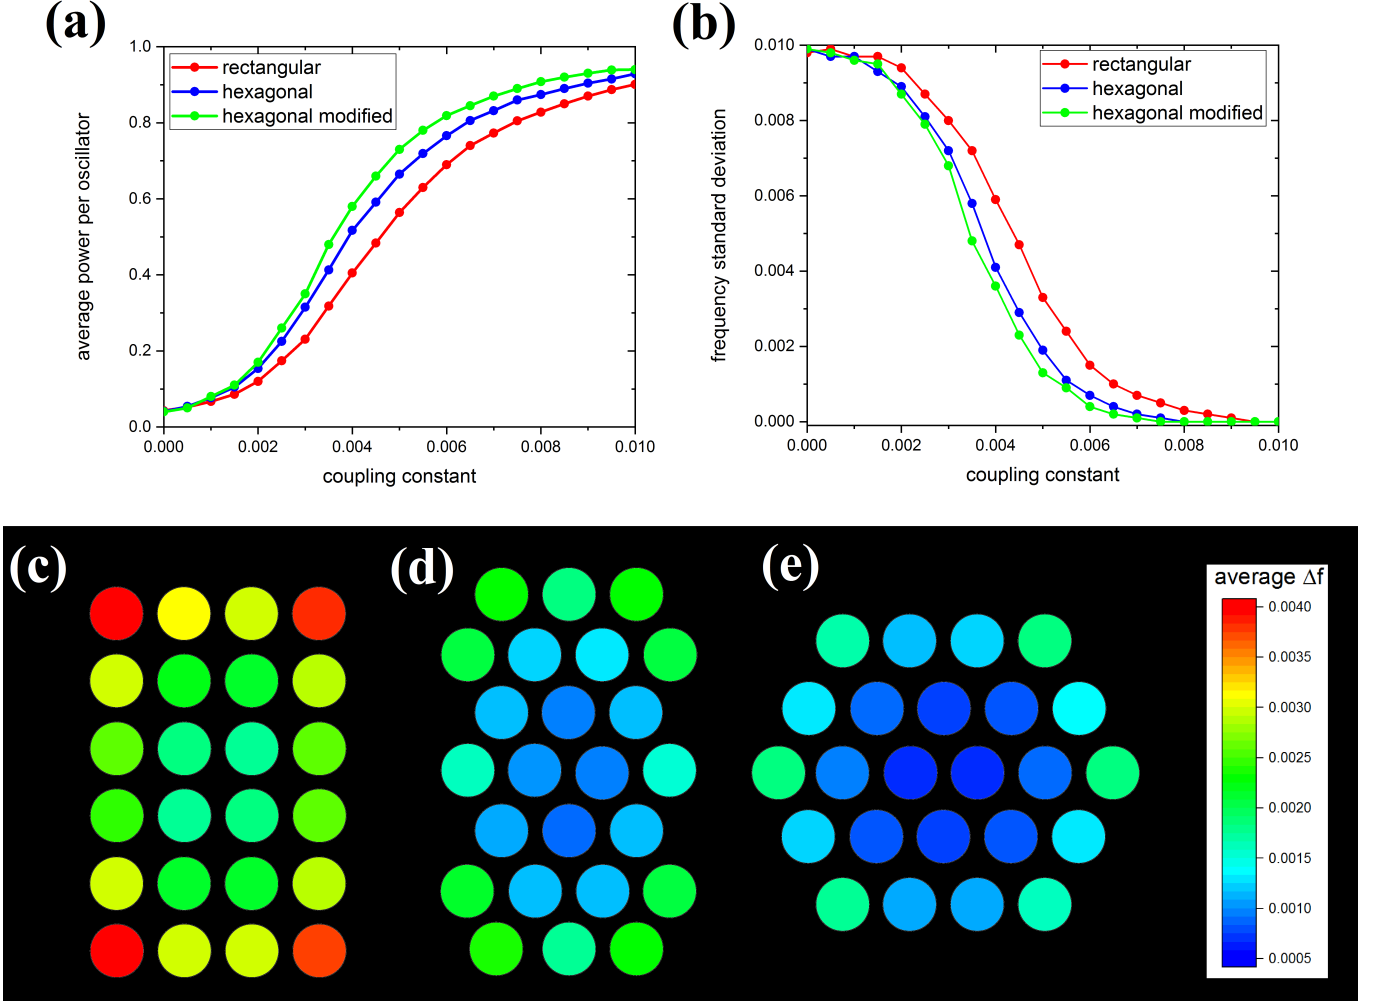 (a)
1.0
0.8
0.6
0.4
0.2
0.0
average power per oscillator
rectangular
hexagonal
hexagonal modified
0.000 0.002 0.004 0.006 0.008 0.010
coupling constant
(b)
0.010
0.008
0.006
0.004
0.002
0.000
frequency standard deviation
rectangular
hexagonal
hexagonal modified
0.000 0.002 0.004 0.006 0.008 0.010
coupling constant
(c)
(d)
(e)
average Δf
0.0040
0.0035
0.0030
0.0025
0.0020
0.0015
0.0010
0.0005